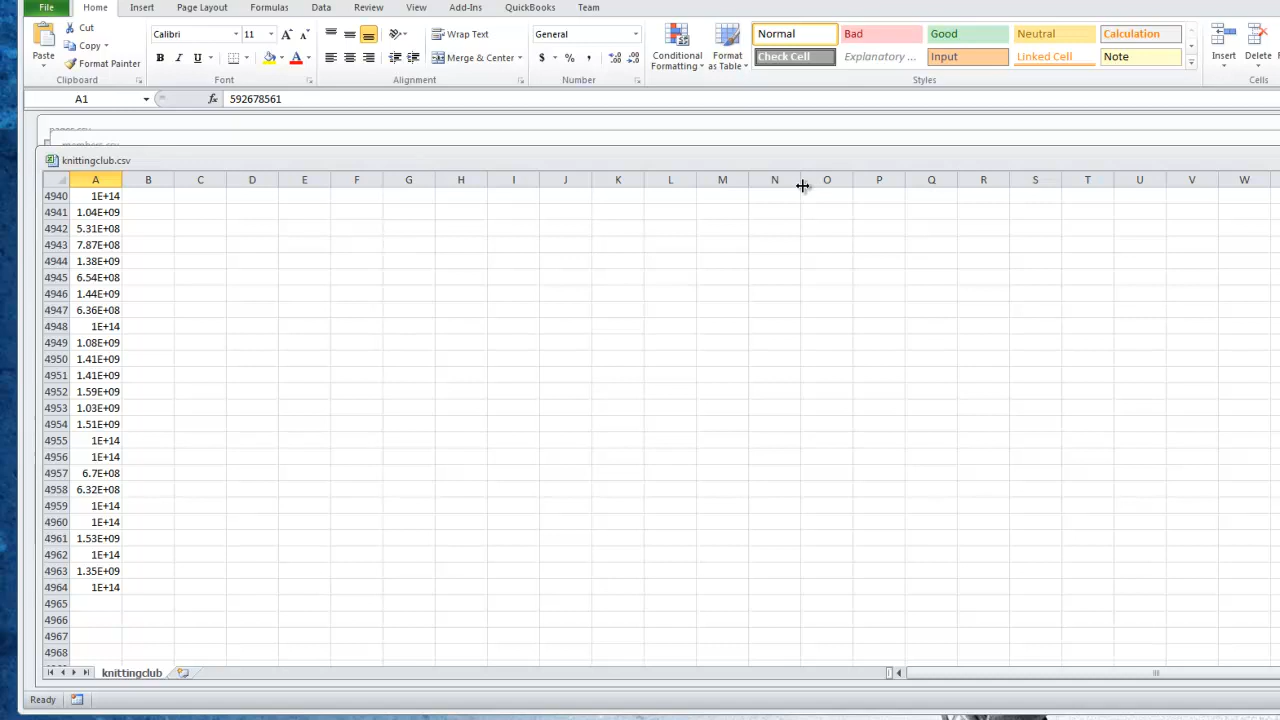 File Home Insert Page Layout Formulas Data Review View Add-Ins QuickBooks Team
Cut
Copy
Format Painter
Paste
Clipboard
Calibri 11
Font
Wrap Text
Merge & Center
Alignment
General
$ % ,
Number
Conditional Formatting
Format as Table
Normal Bad Good Neutral Calculation
Check Cell Explanatory ... Input Linked Cell Note
Styles
Insert Delete
A1 fx 592678561
members.csv
knittingclub.csv
A B C D E F G H I J K L M N O P Q R S T U V W
4940 1E+14
4941 1.04E+09
4942 5.31E+08
4943 7.87E+08
4944 1.38E+09
4945 6.54E+08
4946 1.44E+09
4947 6.36E+08
4948 1E+14
4949 1.08E+09
4950 1.41E+09
4951 1.41E+09
4952 1.59E+09
4953 1.03E+09
4954 1.51E+09
4955 1E+14
4956 1E+14
4957 6.7E+08
4958 6.32E+08
4959 1E+14
4960 1E+14
4961 1.53E+09
4962 1E+14
4963 1.35E+09
4964 1E+14
4965
4966
4967
4968
knittingclub
Ready